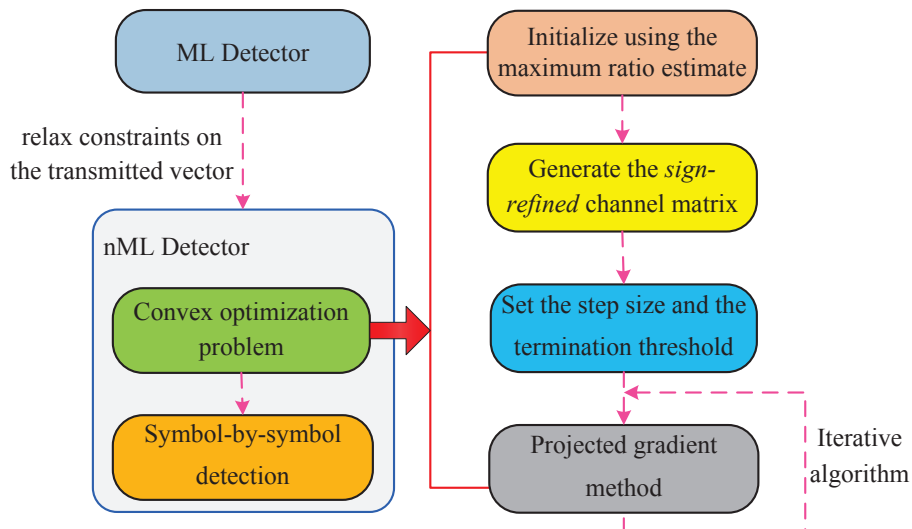 ML Detector
relax constraints on
the transmitted vector
nML Detector
Convex optimization
problem
Symbol-by-symbol
detection
Initialize using the
maximum ratio estimate
Generate the sign-
refined channel matrix
Set the step size and the
termination threshold
Projected gradient
method
Iterative
algorithm